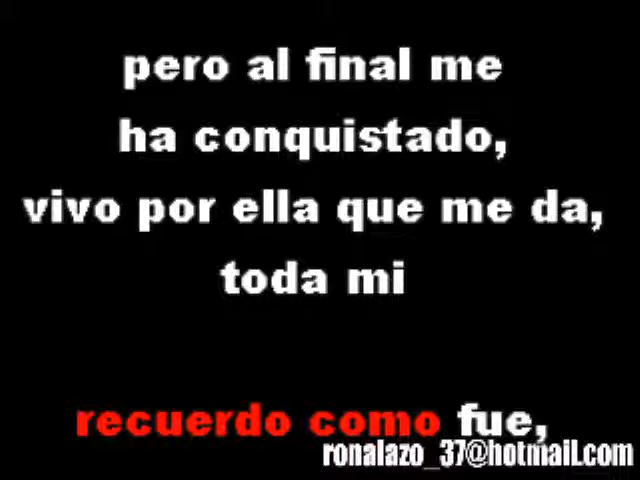 pero al final me
ha conquistado,
vivo por ella que me da,
toda mi
recuerdo como fue,
ronalazo_37@hotmail.com